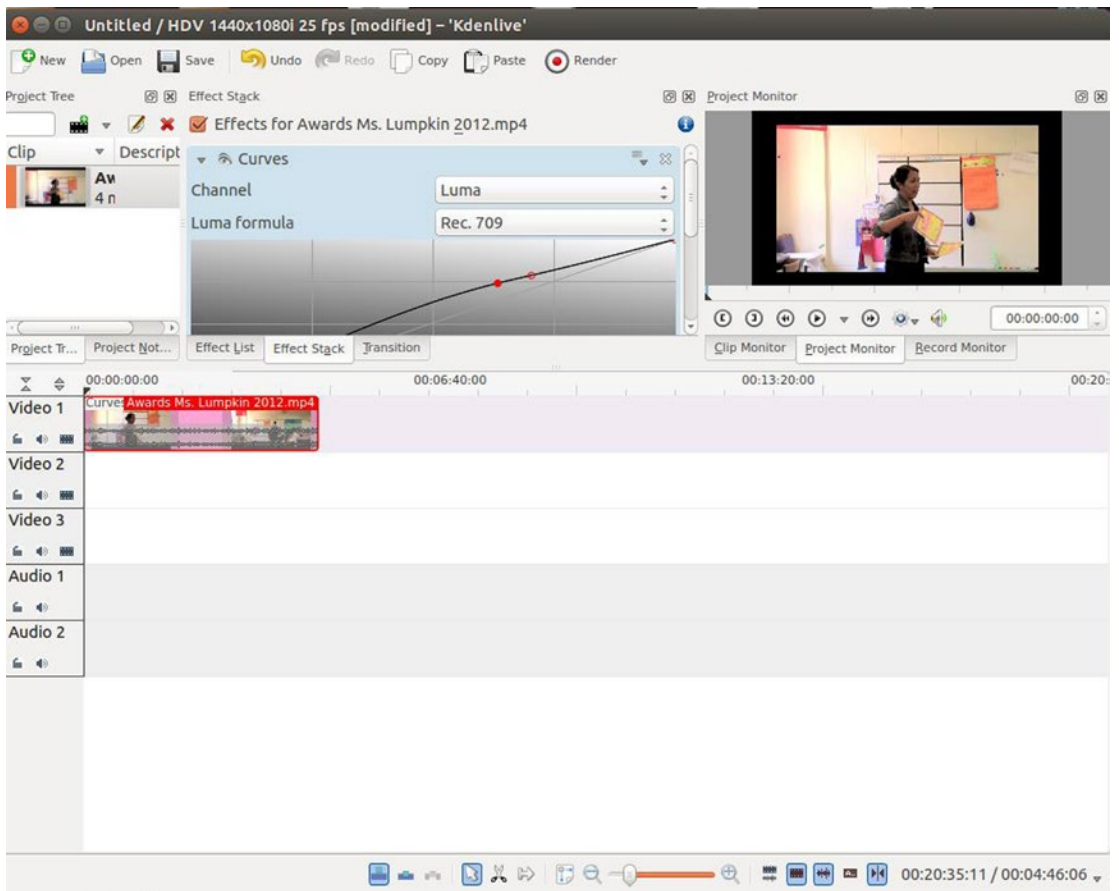 Untitled / HDV 1440x1080i 25 fps [modified] – 'Kdenlive'
New Open Save Undo Redo Copy Paste Render
Project Tree
Clip Descript
Aw
4 n
Project Tr... Project Not...
Effect Stack
Effects for Awards Ms. Lumpkin 2012.mp4
Curves
Channel Luma
Luma formula Rec. 709
Effect List Effect Stack Transition
Project Monitor
00:00:00:00
Clip Monitor Project Monitor Record Monitor
00:00:00:00 00:06:40:00 00:13:20:00 00:20:
Video 1
Curves Awards Ms. Lumpkin 2012.mp4
Video 2
Video 3
Audio 1
Audio 2
00:20:35:11 / 00:04:46:06